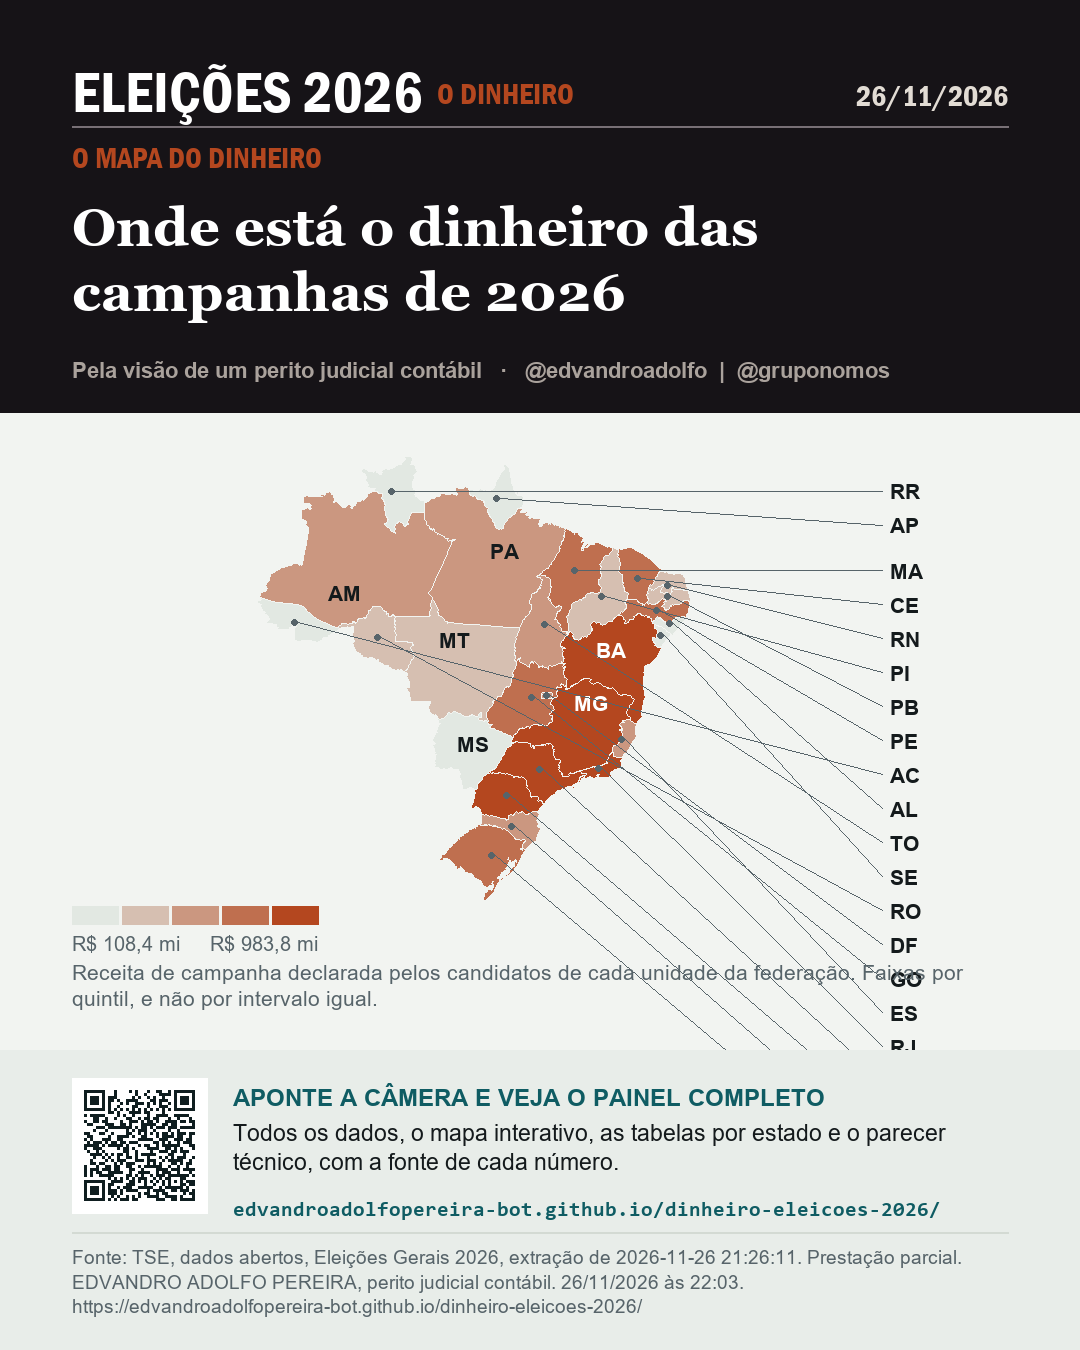 ELEIÇÕES 2026 O DINHEIRO 26/11/2026
O MAPA DO DINHEIRO
Onde está o dinheiro das
campanhas de 2026
Pela visão de um perito judicial contábil · @edvandroadolfo | @gruponomos
RR
AP
PA
MA
AM
CE
RN
MT
BA
PI
MG
PB
MS
PE
AC
AL
TO
SE
RO
DF
R$ 108,4 mi R$ 983,8 mi
Receita de campanha declarada pelos candidatos de cada unidade da federação. Faixas por
GO
quintil, e não por intervalo igual.
ES
RJ
APONTE A CÂMERA E VEJA O PAINEL COMPLETO
Todos os dados, o mapa interativo, as tabelas por estado e o parecer
técnico, com a fonte de cada número.
edvandroadolfopereira-bot.github.io/dinheiro-eleicoes-2026/
Fonte: TSE, dados abertos, Eleições Gerais 2026, extração de 2026-11-26 21:26:11. Prestação parcial.
EDVANDRO ADOLFO PEREIRA, perito judicial contábil. 26/11/2026 às 22:03.
https://edvandroadolfopereira-bot.github.io/dinheiro-eleicoes-2026/